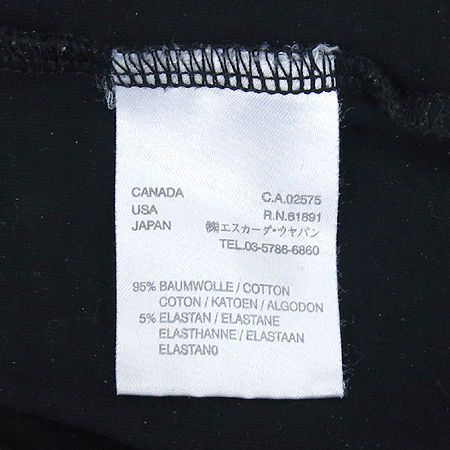 CANADA C.A.02575
USA R.N.61891
JAPAN ㈱エスカーダ・ジャパン
TEL.03-5786-6860
95% BAUMWOLLE / COTTON
COTON / KATOEN / ALGODON
5% ELASTAN / ELASTANE
ELASTHANNE / ELASTAAN
ELASTANO